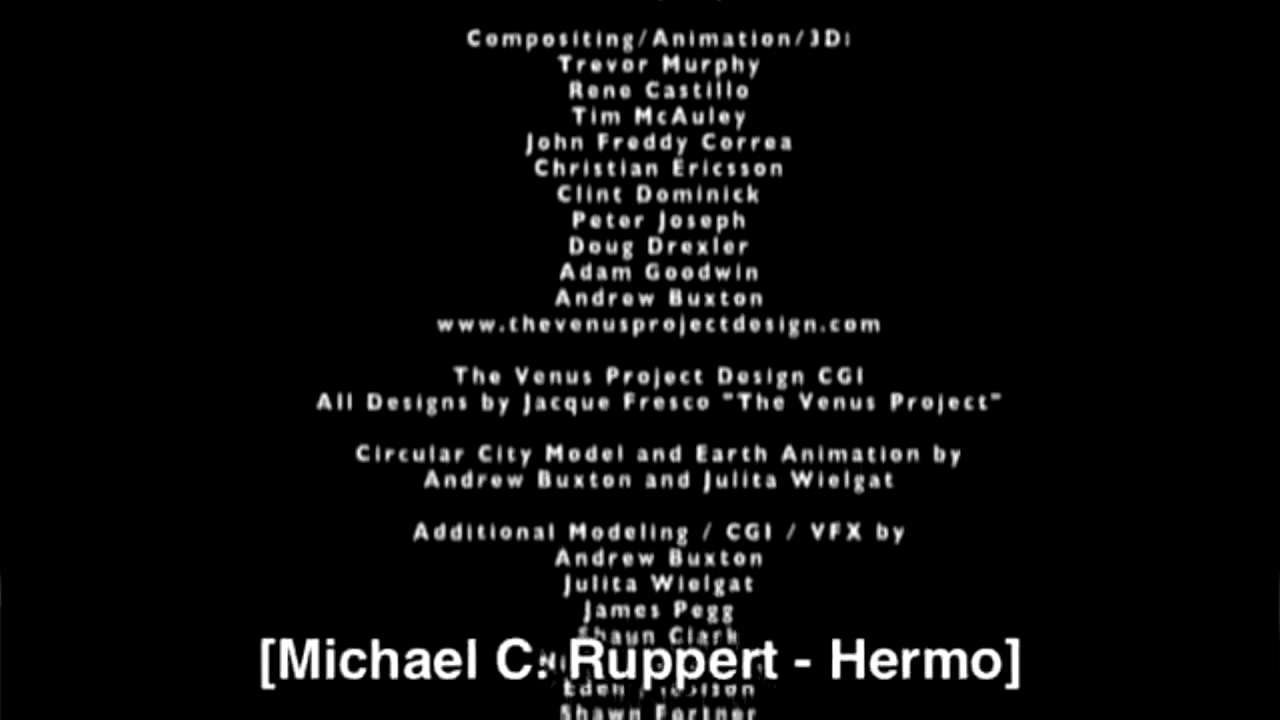 Compositing/Animation/3D:
Trevor Murphy
Rene Castillo
Tim McAuley
John Freddy Correa
Christian Ericsson
Clint Dominick
Peter Joseph
Doug Drexler
Adam Goodwin
Andrew Buxton
www.thevenusprojectdesign.com
The Venus Project Design CGI
All Designs by Jacque Fresco "The Venus Project"
Circular City Model and Earth Animation by
Andrew Buxton and Julita Wielgat
Additional Modeling / CGI / VFX by
Andrew Buxton
Julita Wielgat
James Pegg
Shaun Clark
[Michael C. Ruppert - Hermo]
Eden
Shawn Fortner